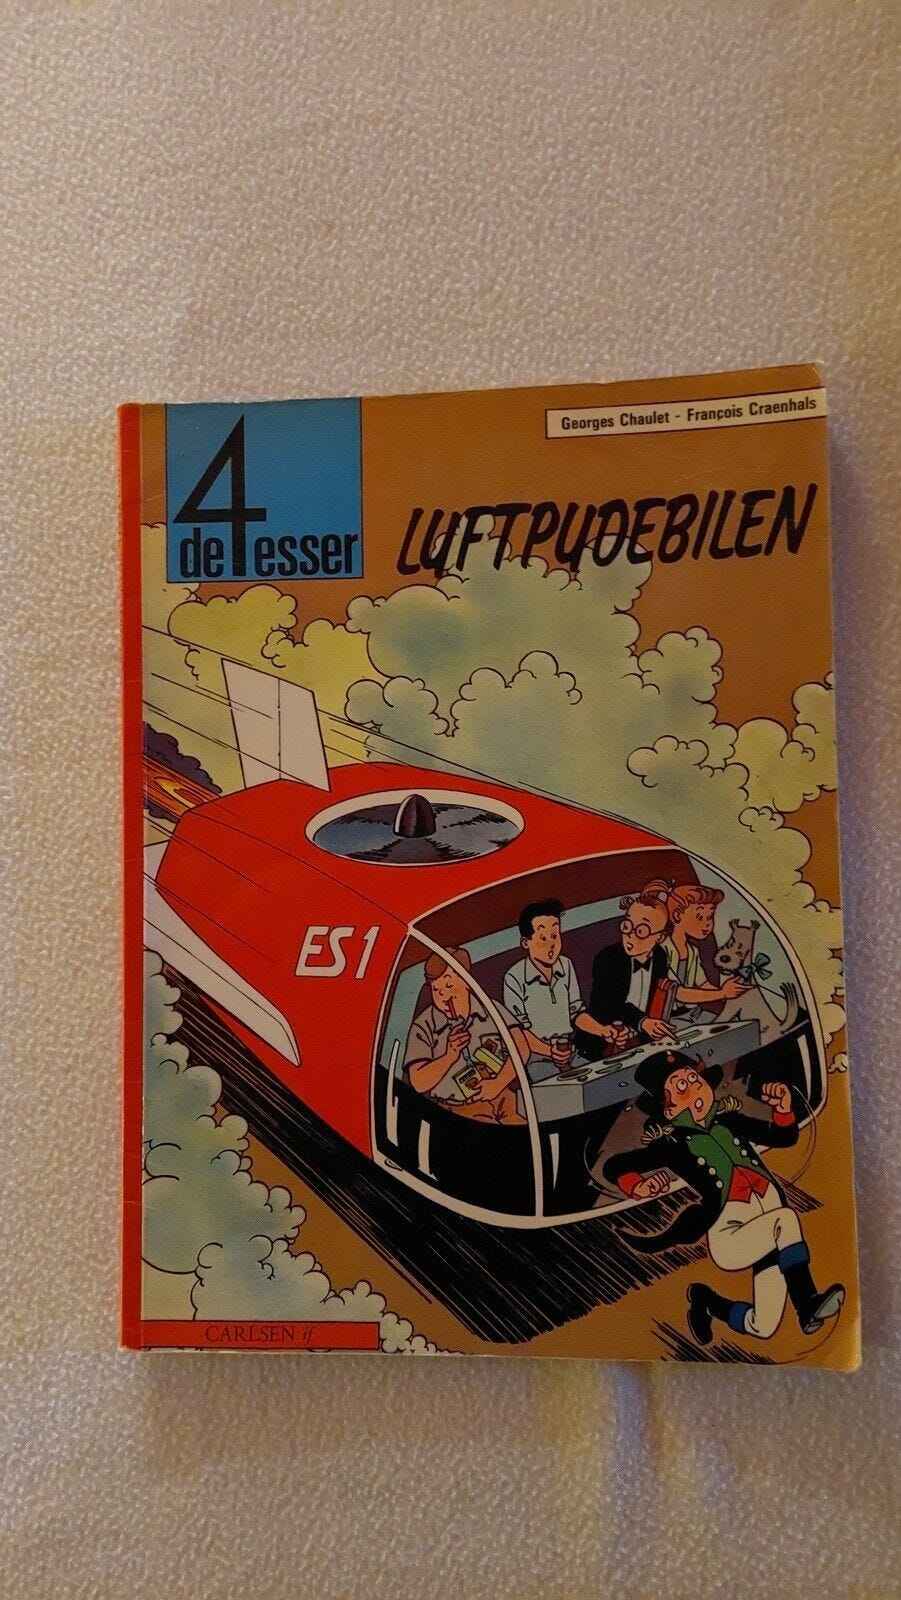 Georges Chaulet - François Craenhals
de 4 esser
LUFTPUDEBILEN
ES1
CARLSEN if